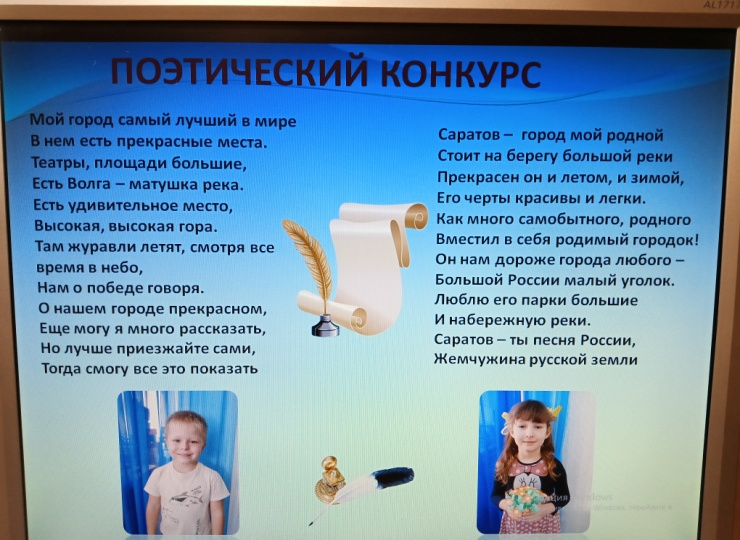 ПОЭТИЧЕСКИЙ КОНКУРС
Мой город самый лучший в мире
В нем есть прекрасные места.
Театры, площади большие,
Есть Волга – матушка река.
Есть удивительное место,
Высокая, высокая гора.
Там журавли летят, смотря все
время в небо,
Нам о победе говоря.
О нашем городе прекрасном,
Еще могу я много рассказать,
Но лучше приезжайте сами,
Тогда смогу все это показать
Саратов – город мой родной
Стоит на берегу большой реки
Прекрасен он и летом, и зимой,
Его черты красивы и легки.
Как много самобытного, родного
Вместил в себя родимый городок!
Он нам дороже города любого –
Большой России малый уголок.
Люблю его парки большие
И набережную реки.
Саратов – ты песня России,
Жемчужина русской земли